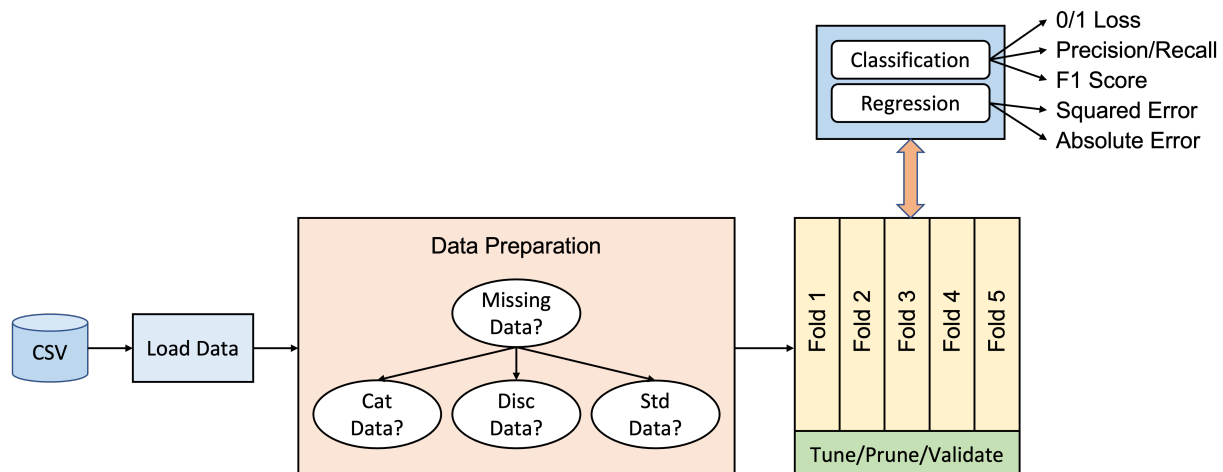 0/1 Loss
Classification
Precision/Recall
F1 Score
Regression
Squared Error
Absolute Error
Data Preparation
Missing
Data?
CSV
Load Data
Cat
Data?
Disc
Data?
Std
Data?
Fold 1
Fold 2
Fold 3
Fold 4
Fold 5
Tune/Prune/Validate